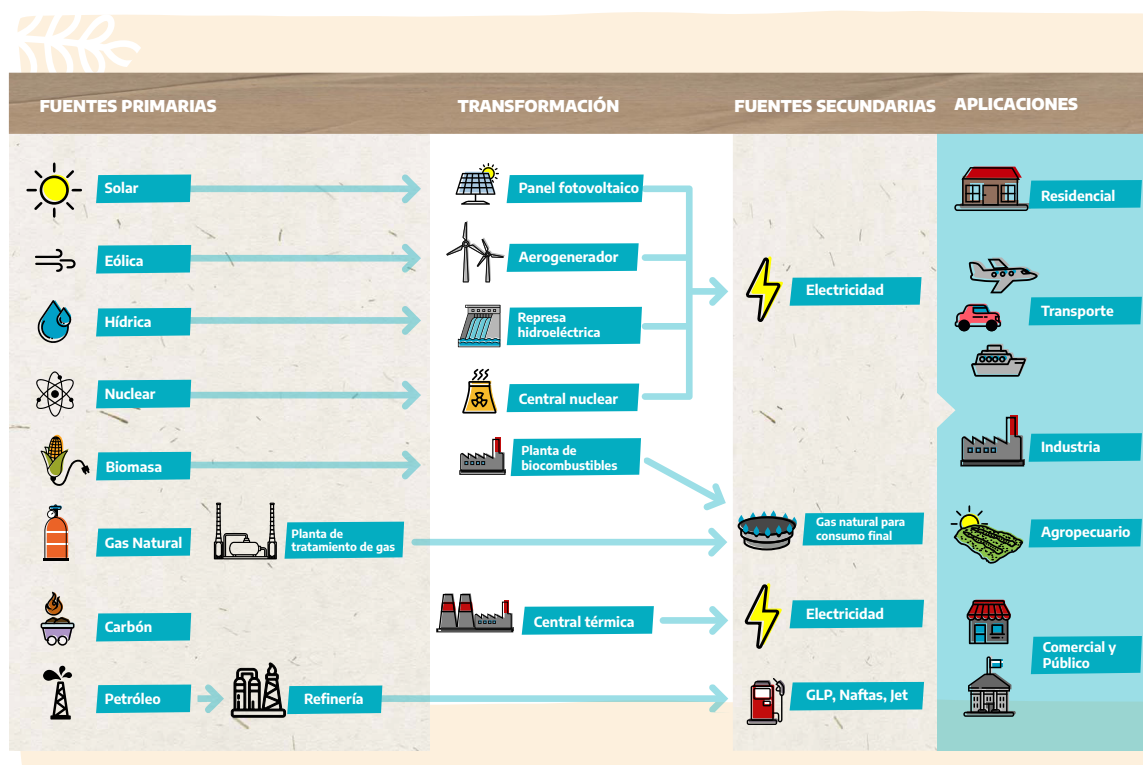 FUENTES PRIMARIAS
TRANSFORMACIÓN
FUENTES SECUNDARIAS
APLICACIONES
Solar
Panel fotovoltaico
Residencial
Eólica
Aerogenerador
Electricidad
Hídrica
Represa
hidroeléctrica
Transporte
Nuclear
Central nuclear
Biomasa
Planta de
biocombustibles
Industria
Gas Natural
Planta de
tratamiento de gas
Gas natural para
consumo final
Agropecuario
Carbón
Central térmica
Electricidad
Comercial y
Público
Petróleo
Refinería
GLP, Naftas, Jet